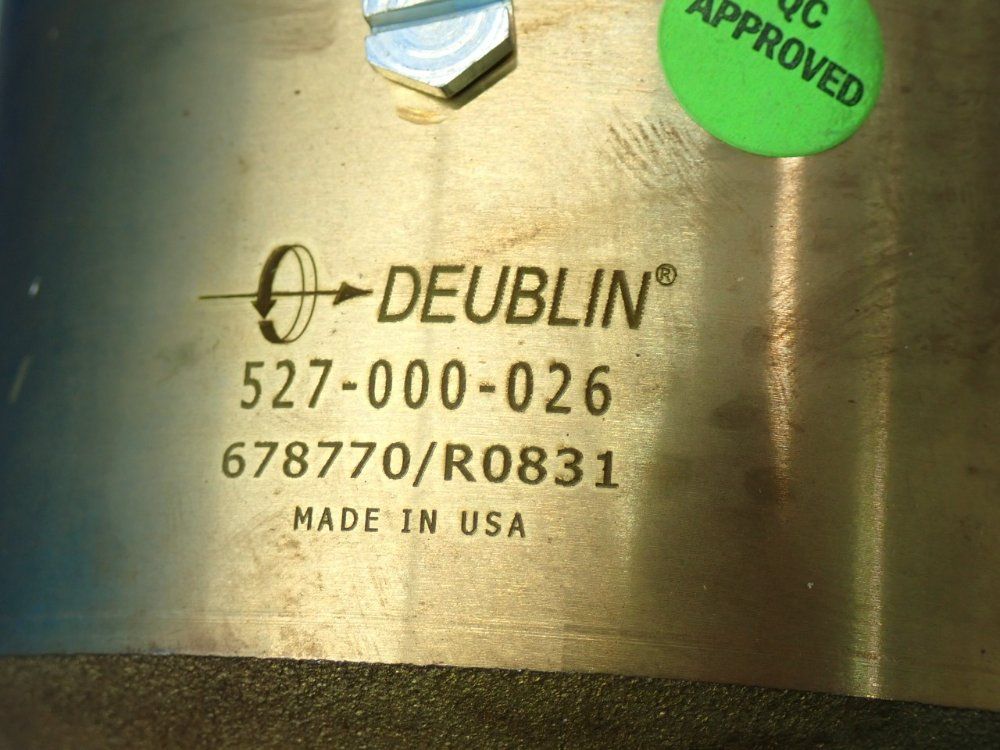 QC
APPROVED
DEUBLIN®
527-000-026
678770/R0831
MADE IN USA